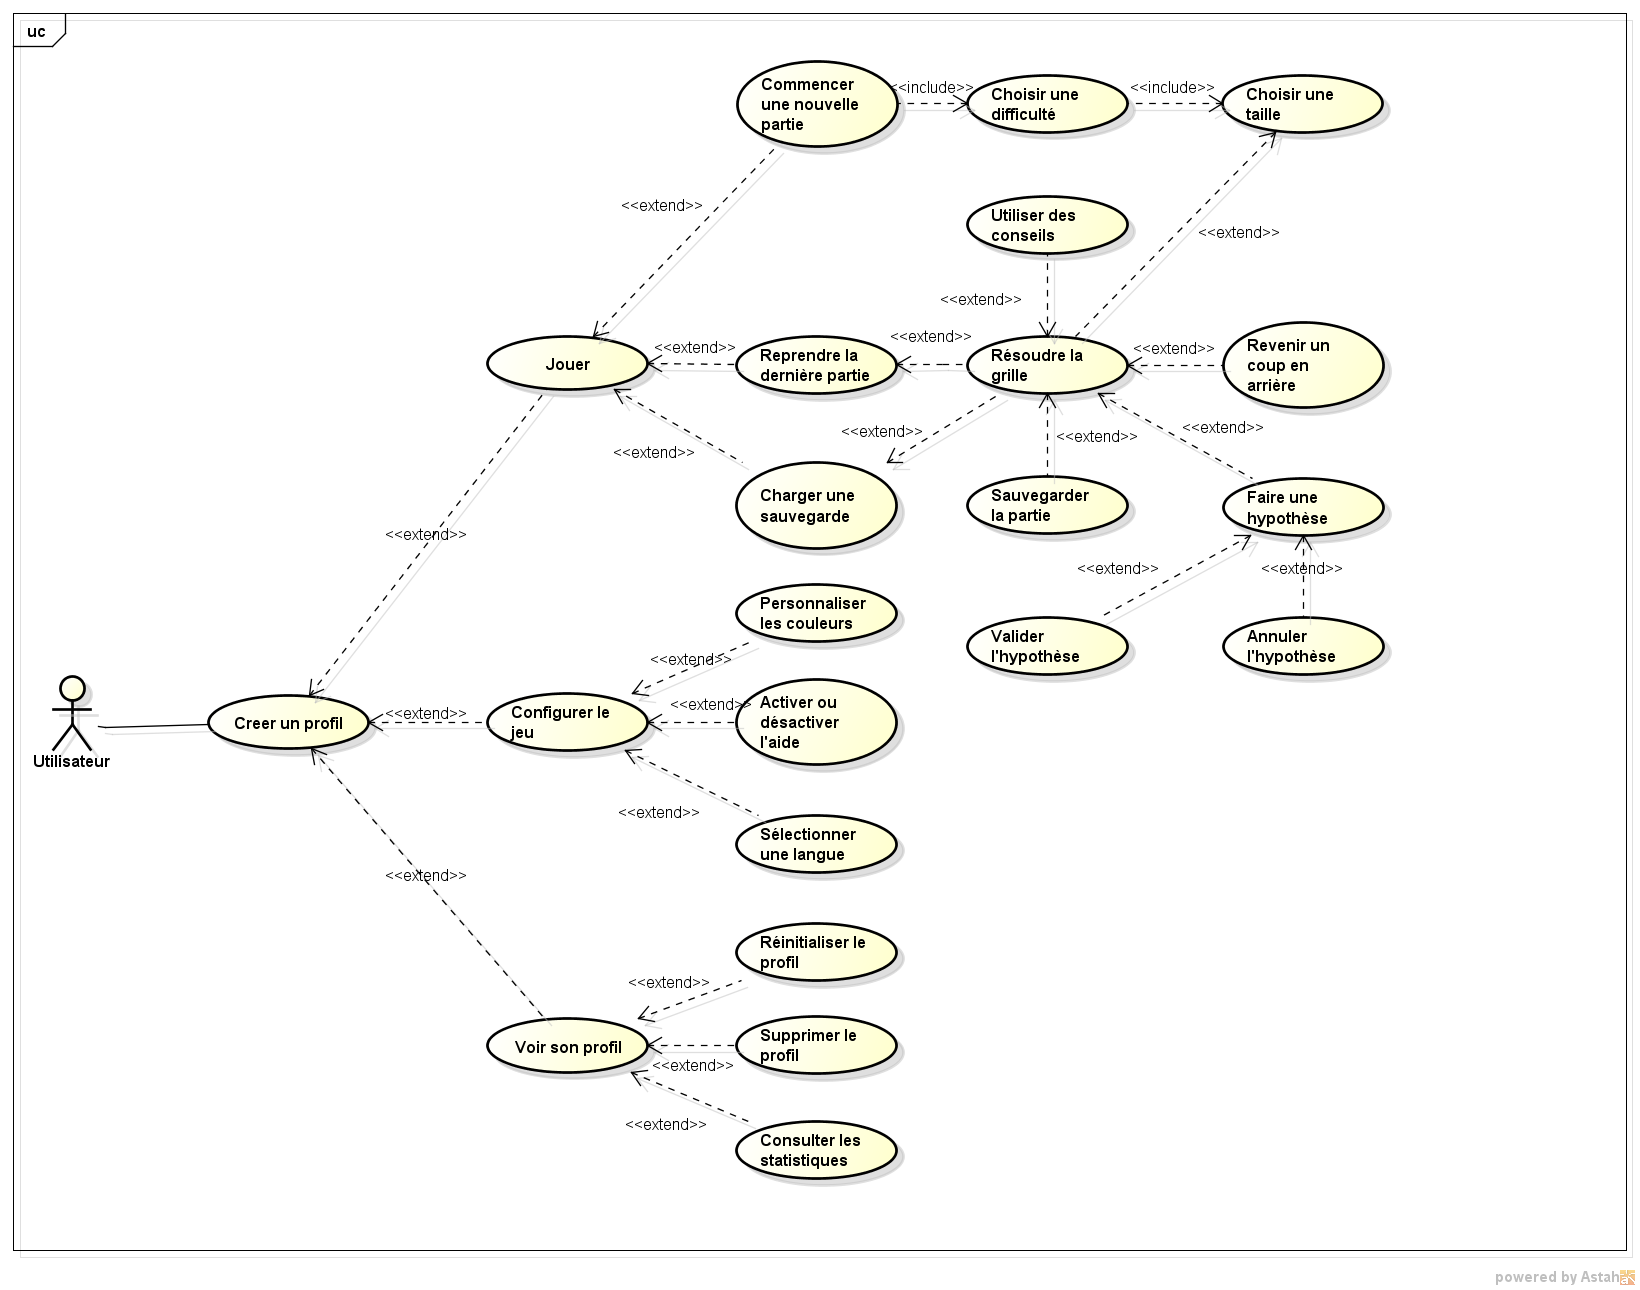 uc
Commencer
une nouvelle
partie
<<include>>
Choisir une
difficulté
<<include>>
Choisir une
taille
<<extend>>
Utiliser des
conseils
<<extend>>
<<extend>>
Jouer
<<extend>>
Reprendre la
dernière partie
<<extend>>
Résoudre la
grille
<<extend>>
Revenir un
coup en
arrière
<<extend>>
<<extend>>
<<extend>>
<<extend>>
Charger une
sauvegarde
Sauvegarder
la partie
Faire une
hypothèse
<<extend>>
<<extend>>
<<extend>>
Personnaliser
les couleurs
Valider
l'hypothèse
Annuler
l'hypothèse
<<extend>>
Utilisateur
Creer un profil
<<extend>>
Configurer le
jeu
<<extend>>
Activer ou
désactiver
l'aide
<<extend>>
Sélectionner
une langue
<<extend>>
Réinitialiser le
profil
<<extend>>
Voir son profil
Supprimer le
profil
<<extend>>
<<extend>>
Consulter les
statistiques
powered by Astah